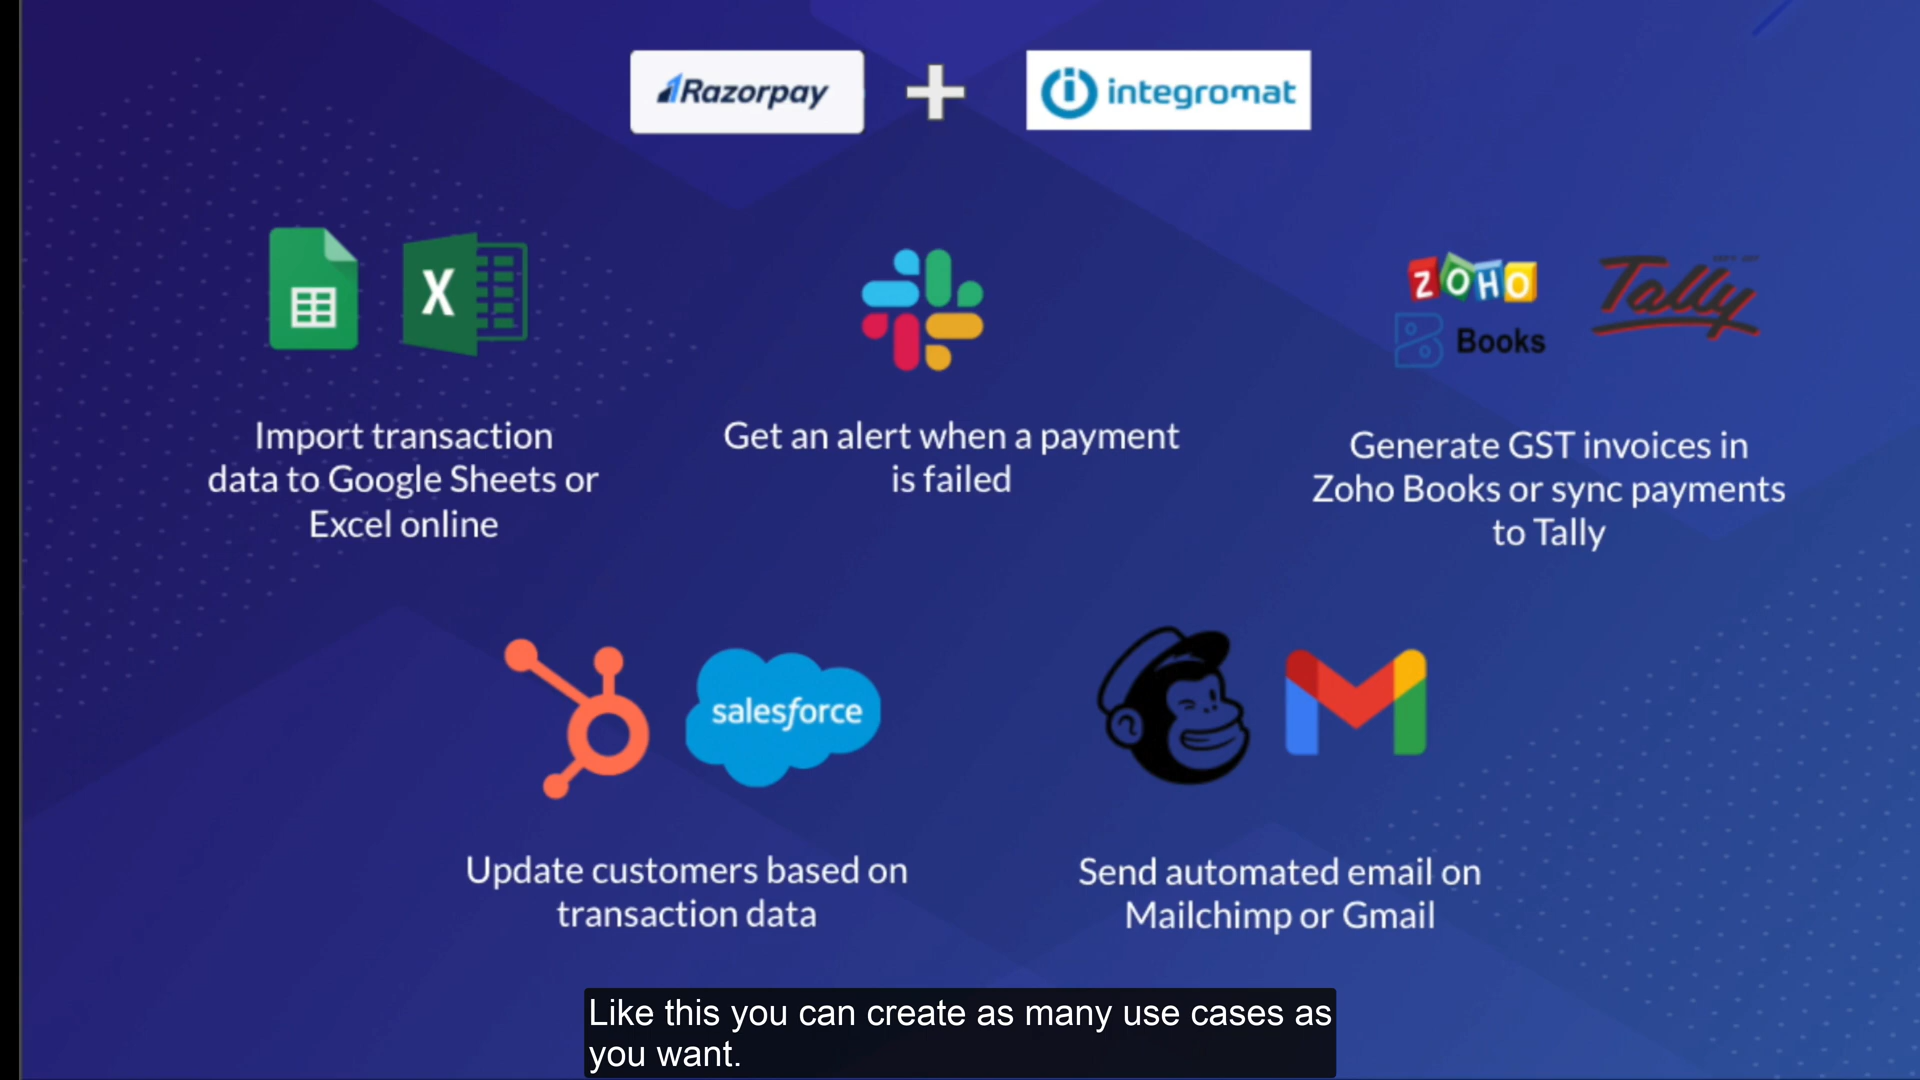 Razorpay
integromat
X
ZOHO
Books
Tally
Import transaction
data to Google Sheets or
Excel online
Get an alert when a payment
is failed
Generate GST invoices in
Zoho Books or sync payments
to Tally
salesforce
Update customers based on
transaction data
Send automated email on
Mailchimp or Gmail
Like this you can create as many use cases as
you want.